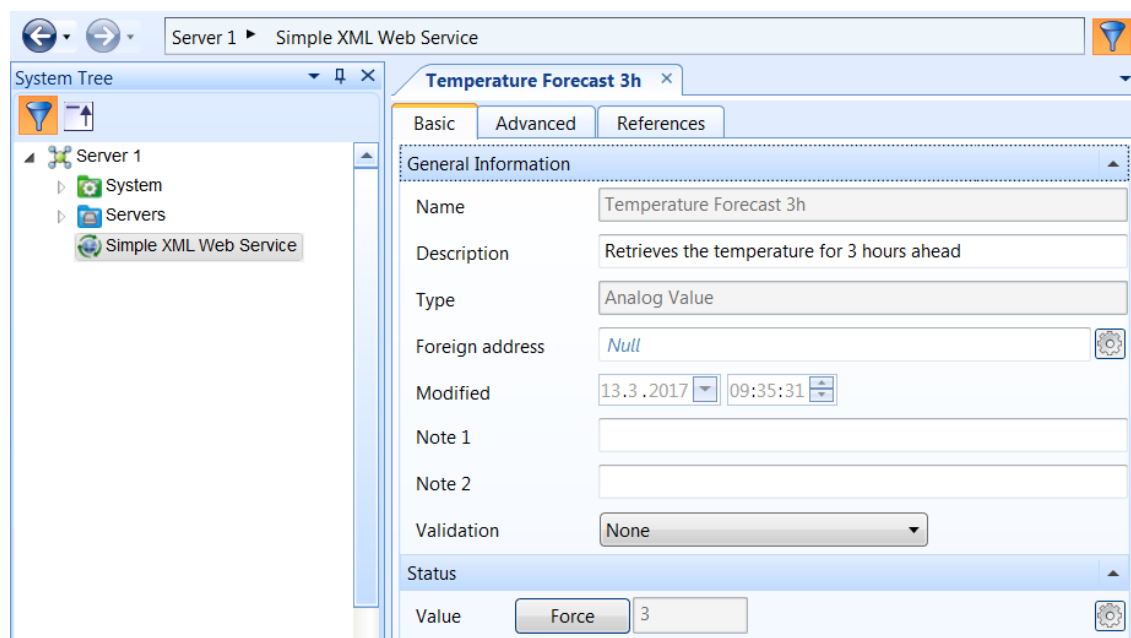 Server 1 Simple XML Web Service
System Tree
Server 1
System
Servers
Simple XML Web Service
Temperature Forecast 3h
Basic Advanced References
General Information
Name Temperature Forecast 3h
Description Retrieves the temperature for 3 hours ahead
Type Analog Value
Foreign address Null
Modified 13.3.2017 09:35:31
Note 1
Note 2
Validation None
Status
Value Force 3